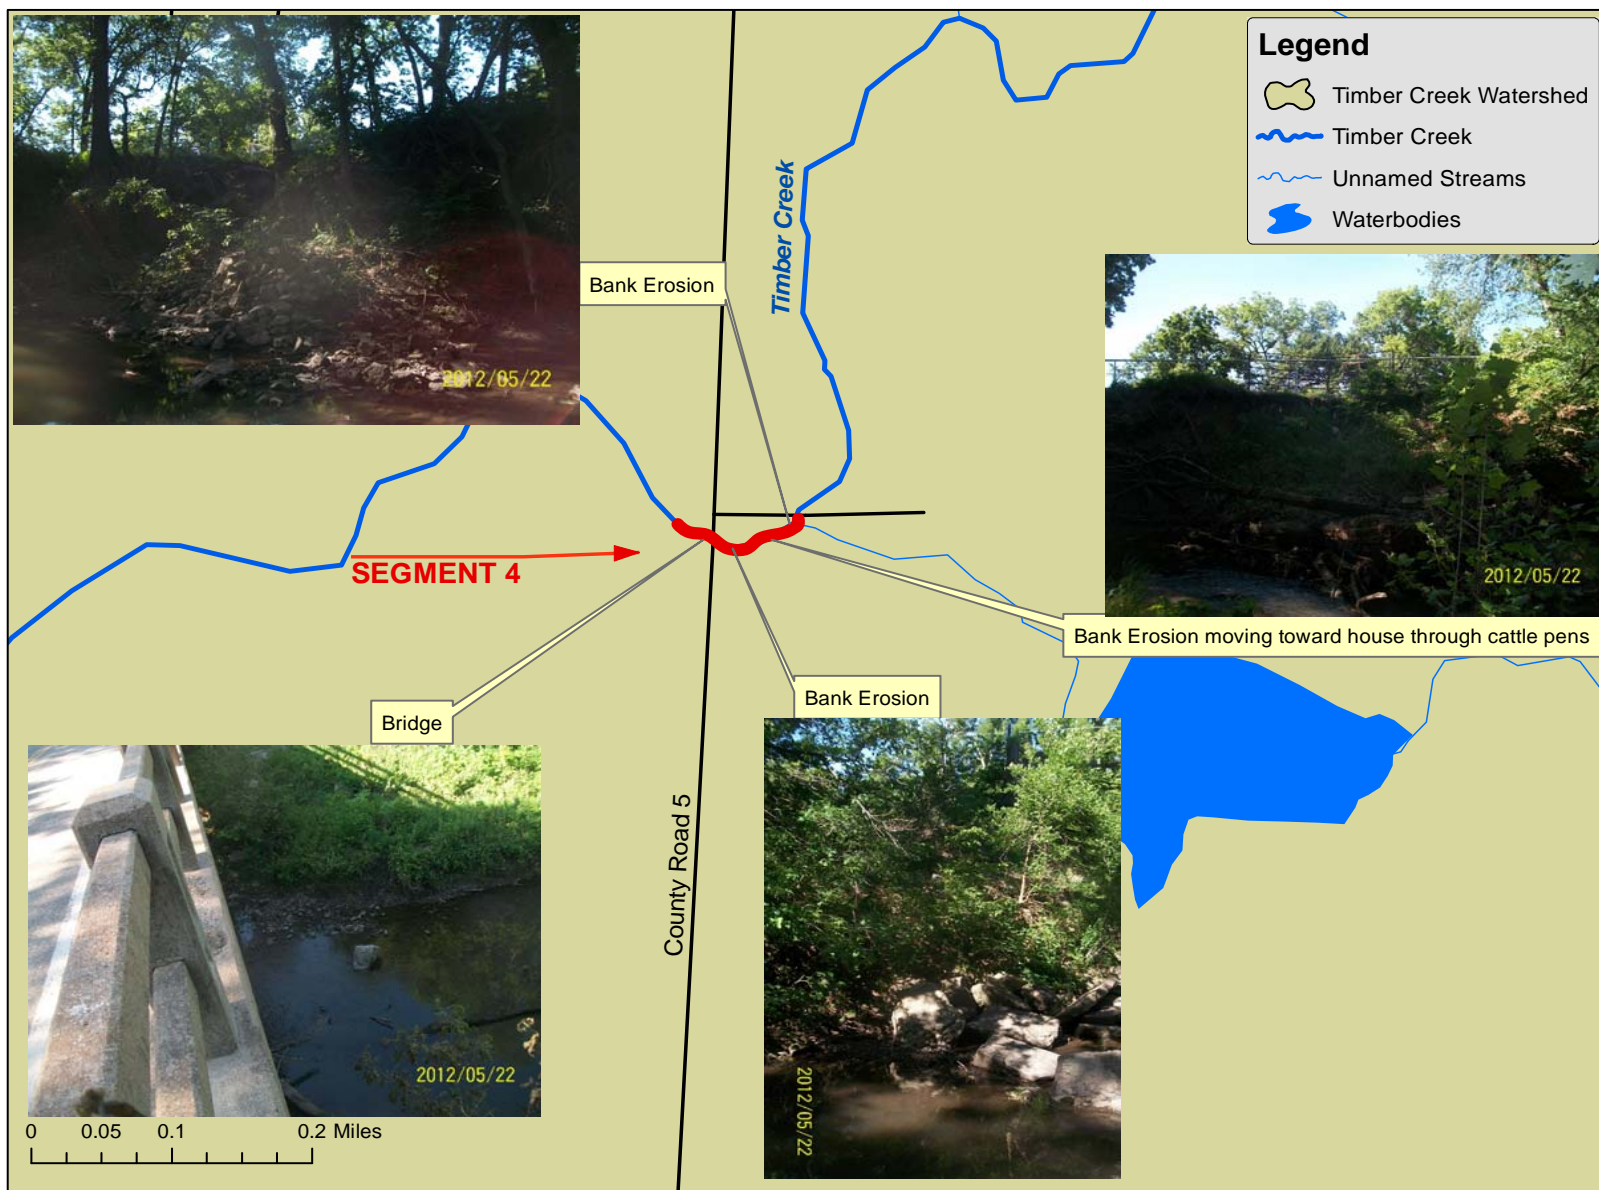 Legend
Timber Creek Watershed
Timber Creek
Unnamed Streams
Waterbodies
2012/05/22
Bank Erosion
Timber Creek
2012/05/22
SEGMENT 4
Bank Erosion moving toward house through cattle pens
Bank Erosion
Bridge
County Road 5
2012/05/22
2012/05/22
0 0.05 0.1 0.2 Miles